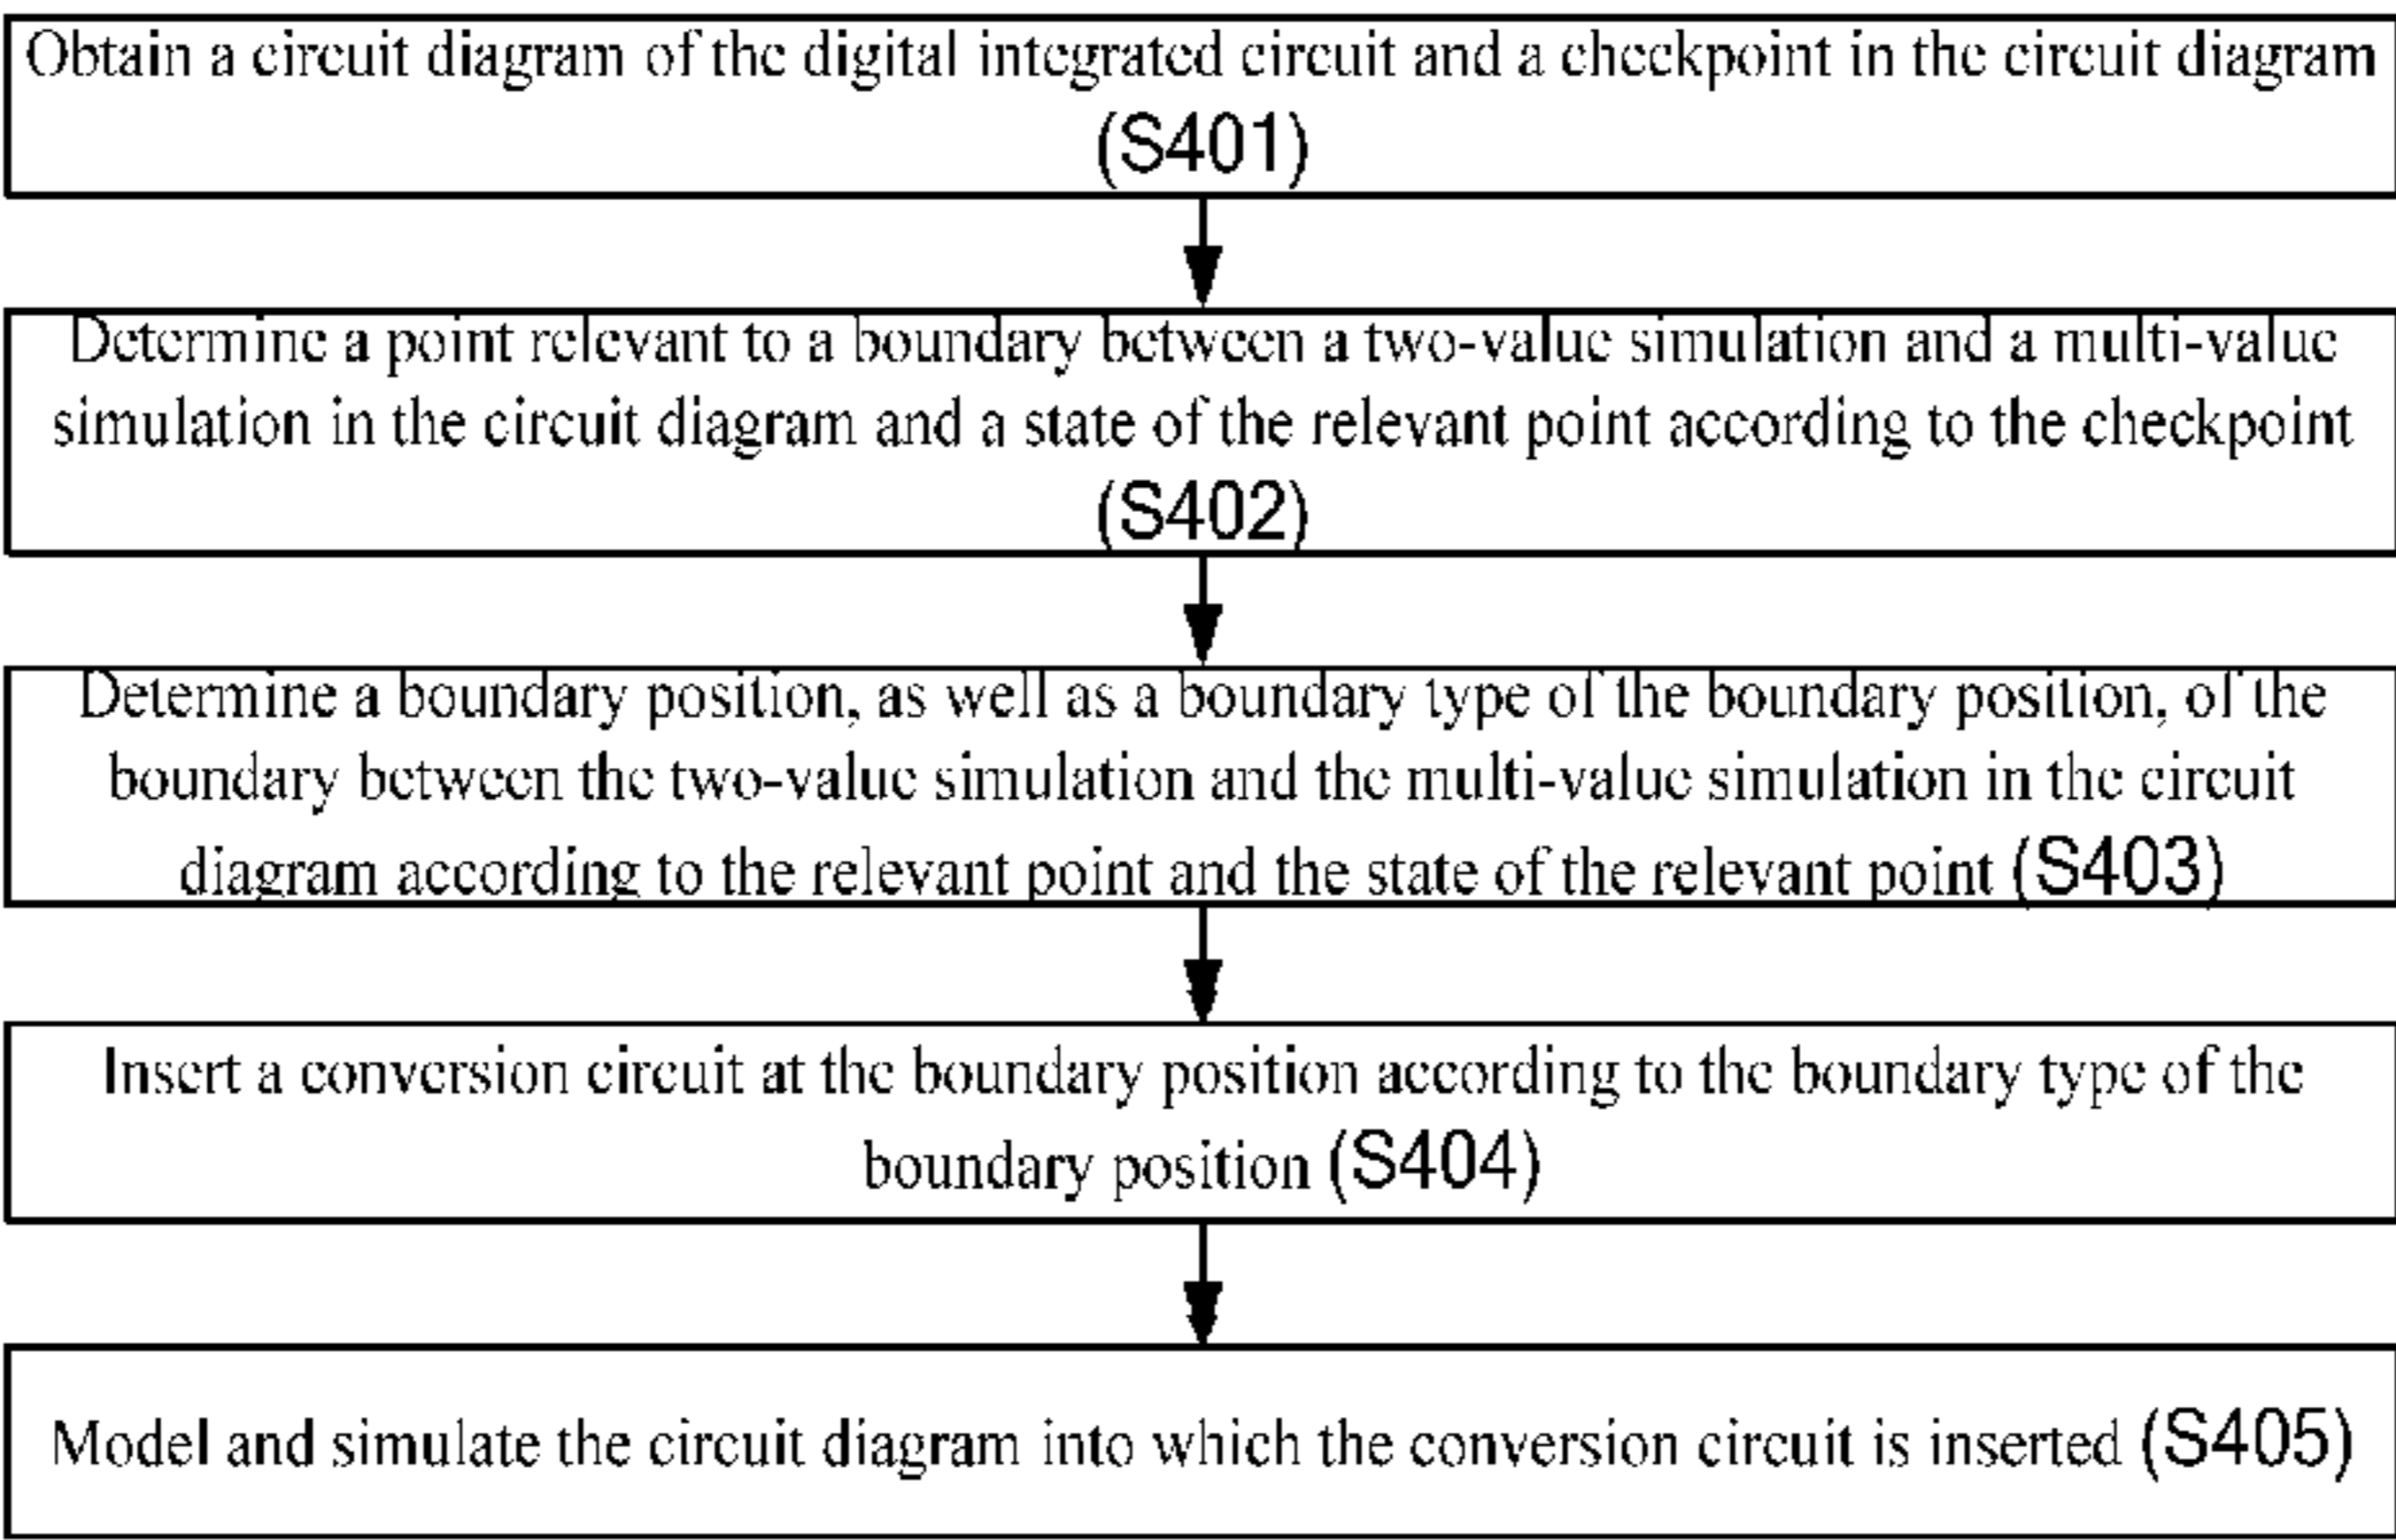 Obtain a circuit diagram of the digital integrated circuit and a checkpoint in the circuit diagram
(S401)
Determine a point relevant to a boundary between a two-value simulation and a multi-value
simulation in the circuit diagram and a state of the relevant point according to the checkpoint
(S402)
Determine a boundary position, as well as a boundary type of the boundary position, of the
boundary between the two-value simulation and the multi-value simulation in the circuit
diagram according to the relevant point and the state of the relevant point (S403)
Insert a conversion circuit at the boundary position according to the boundary type of the
boundary position (S404)
Model and simulate the circuit diagram into which the conversion circuit is inserted (S405)